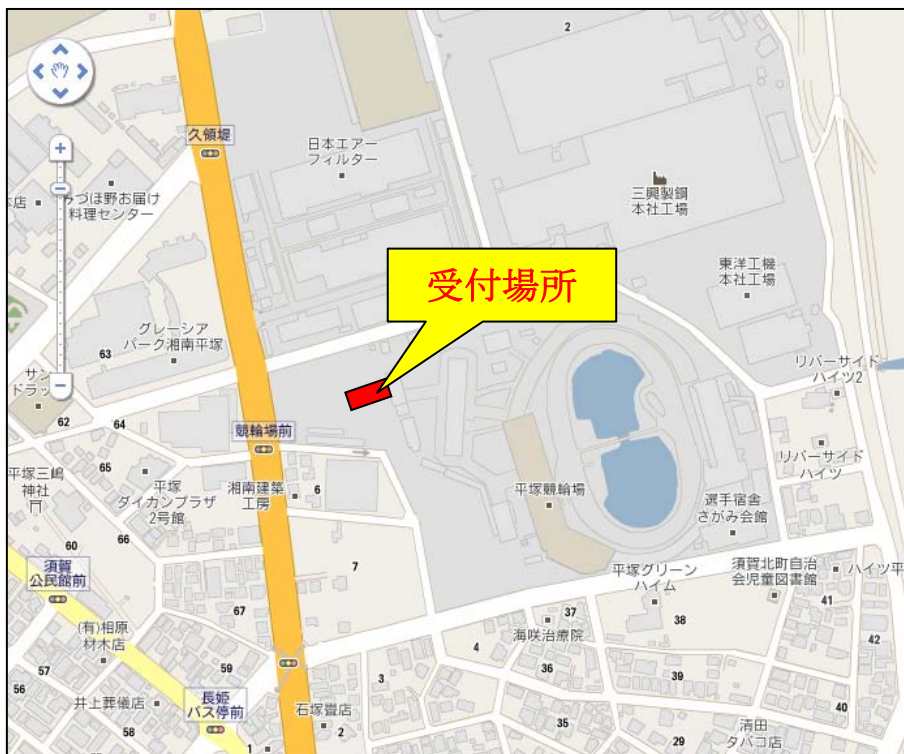 2
久領堤
日本エアー
フィルター
づほ野お届け
料理センター
店
三興製鋼
本社工場
東洋工機
本社工場
受付場所
グレーシア
パーク湘南平塚
63
サン
ドラッ
62
64
競輪場前
リバーサイド
ハイツ2
リバーサイド
ハイツ
平塚三嶋
神社
65
平塚
ダイカンプラザ
2号館
湘南建築
工房
6
平塚競輪場
選手宿舎
さがみ会館
66
60
須賀
公民館前
7
平塚グリーン
ハイム
須賀北町自治
会児童図書館
ハイツ平
67
(有)相原
材木店
37
海咲治療院
38
41
42
4
59
57
56
3
36
39
井上葬儀店
長姫
バス停前
石塚畳店
2
58
1
35
29
清田
タバコ店
40